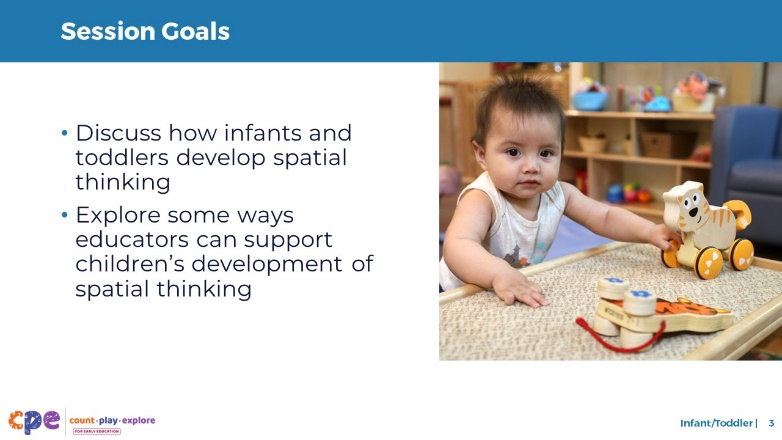 Session Goals
• Discuss how infants and
toddlers develop spatial
thinking
• Explore some ways
educators can support
children’s development of
spatial thinking
cpe
count·play·explore
FOR EARLY EDUCATION
Infant/Toddler | 3